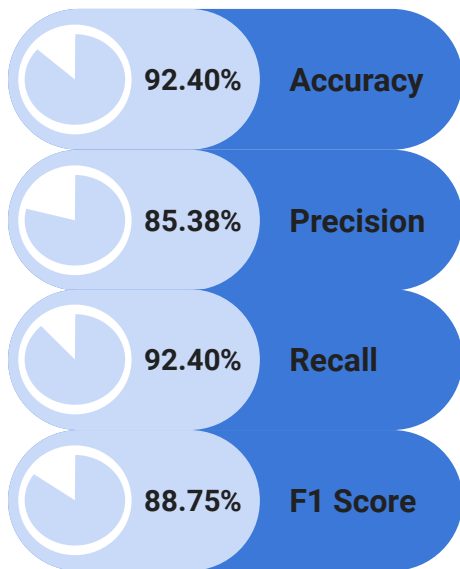 92.40% Accuracy
85.38% Precision
92.40% Recall
88.75% F1 Score